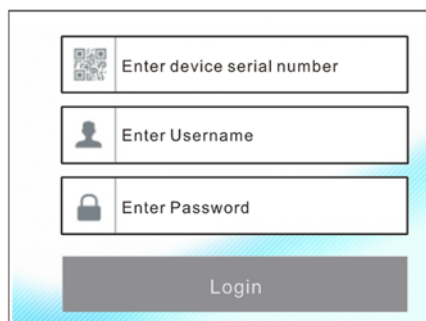 Enter device serial number
Enter Username
Enter Password
Login